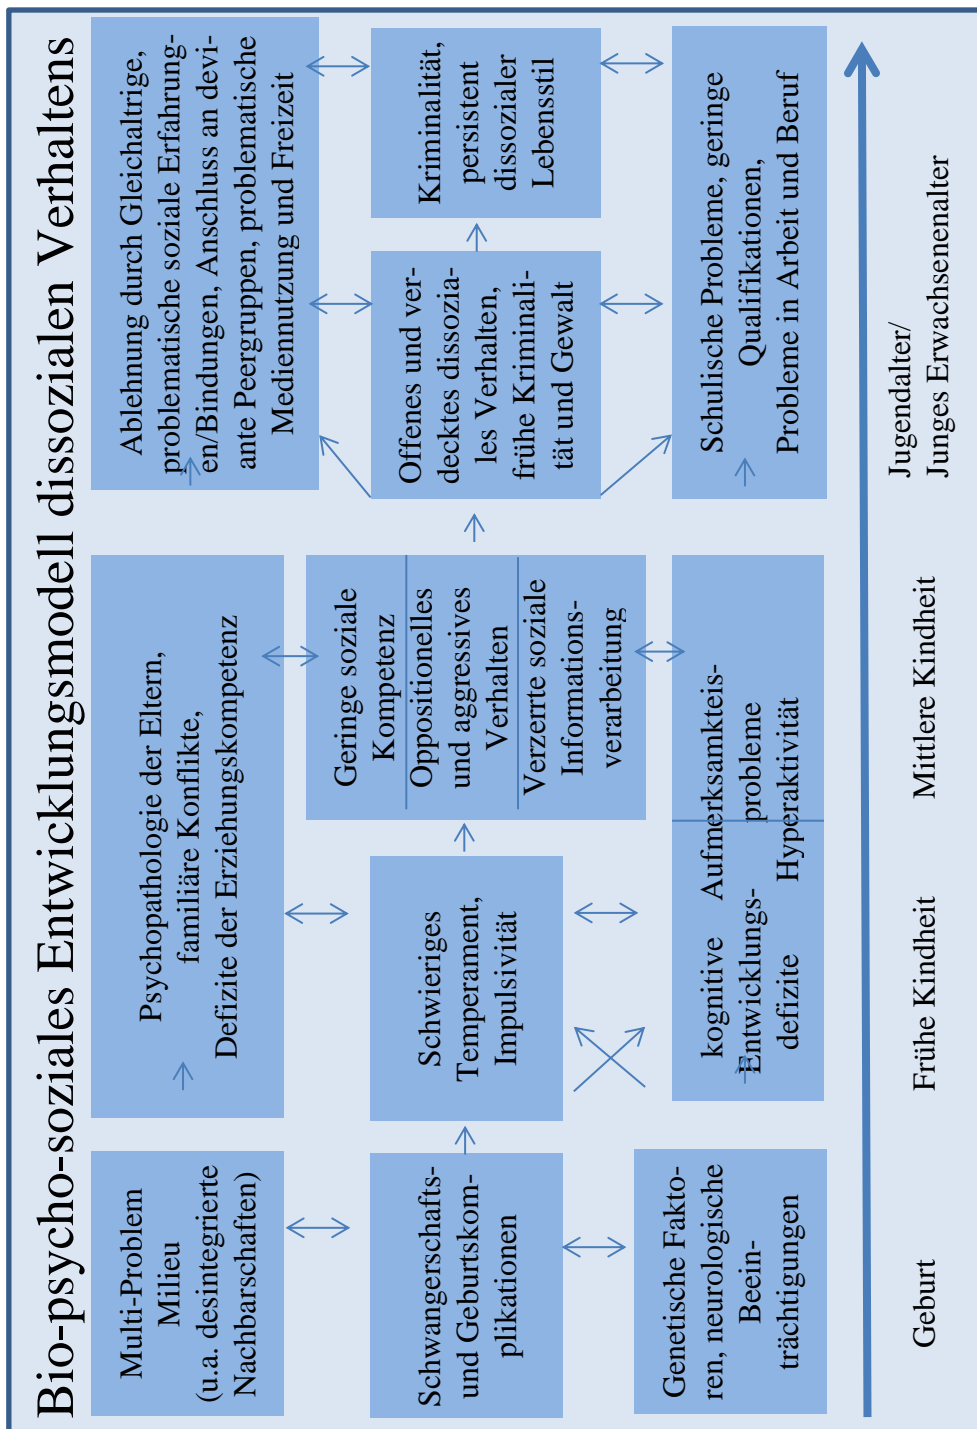 Bio-psycho-soziales Entwicklungsmodell dissozialen Verhaltens
Multi-Problem
Milieu
(u.a. desintegrierte
Nachbarschaften)
Psychopathologie der Eltern,
familiäre Konflikte,
Defizite der Erziehungskompetenz
Ablehnung durch Gleichaltrige,
problematische soziale Erfahrung-
en/Bindungen, Anschluss an devi-
ante Peergruppen, problematische
Mediennutzung und Freizeit
Schwangerschafts-
und Geburtskom-
plikationen
Schwieriges
Temperament,
Impulsivität
Geringe soziale
Kompetenz
Oppositionelles
und aggressives
Verhalten
Verzerrte soziale
Informations-
verarbeitung
Offenes und ver-
decktes dissozia-
les Verhalten,
frühe Kriminali-
tät und Gewalt
Kriminalität,
persistent
dissozialer
Lebensstil
Genetische Fakto-
ren, neurologische
Beein-
trächtigungen
kognitive
Entwicklungs-
defizite
Aufmerksamkteis-
probleme
Hyperaktivität
Schulische Probleme, geringe
Qualifikationen,
Probleme in Arbeit und Beruf
Geburt
Frühe Kindheit
Mittlere Kindheit
Jugendalter/
Junges Erwachsenenalter